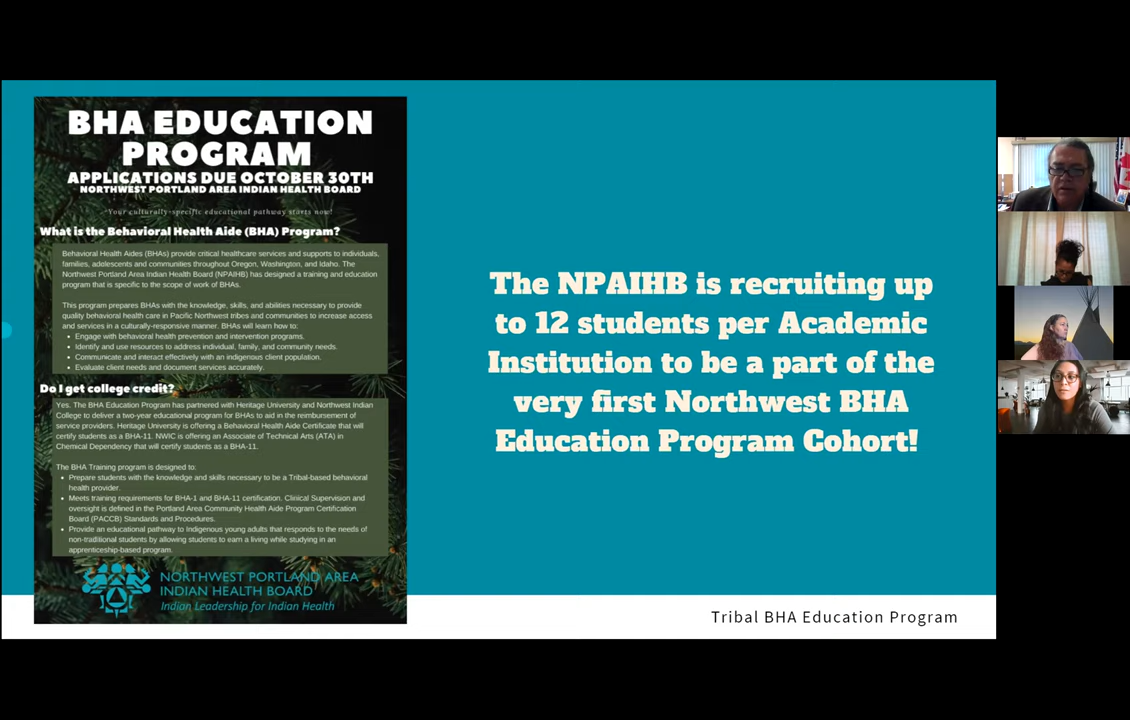 BHA EDUCATION
PROGRAM
APPLICATIONS DUE OCTOBER 30TH
NORTHWEST PORTLAND AREA INDIAN HEALTH BOARD
"Your culturally-specific educational pathway starts now!
What is the Behavioral Health Aide (BHA) Program?
Behavioral Health Aides (BHAs) provide critical healthcare services and supports to individuals,
families, adolescents and communities throughout Oregon, Washington, and Idaho. The
Northwest Portland Area Indian Health Board (NPAIHB) has designed a training and education
program that is specific to the scope of work of BHAs.
This program prepares BHAs with the knowledge, skills, and abilities necessary to provide
quality behavioral health care in Pacific Northwest tribes and communities to increase access
and services in a culturally-responsive manner. BHAs will learn how to:
• Engage with behavioral health prevention and intervention programs.
• Identify and use resources to address individual, family, and community needs.
• Communicate and interact effectively with an indigenous client population.
• Evaluate client needs and document services accurately.
Do I get college credit?
Yes. The BHA Education Program has partnered with Heritage University and Northwest Indian
College to deliver a two-year educational program for BHAs to aid in the reimbursement of
service providers. Heritage University is offering a Behavioral Health Aide Certificate that will
certify students as a BHA-11. NWIC is offering an Associate of Technical Arts (ATA) in
Chemical Dependency that will certify students as a BHA-11.
The BHA Training program is designed to:
• Prepare students with the knowledge and skills necessary to be a Tribal-based behavioral
health provider.
• Meets training requirements for BHA-1 and BHA-11 certification. Clinical Supervision and
oversight is defined in the Portland Area Community Health Aide Program Certification
Board (PACCB) Standards and Procedures.
• Provide an educational pathway to Indigenous young adults that responds to the needs of
non-traditional students by allowing students to earn a living while studying in an
apprenticeship-based program.
NORTHWEST PORTLAND AREA
INDIAN HEALTH BOARD
Indian Leadership for Indian Health
The NPAIHB is recruiting up
to 12 students per Academic
Institution to be a part of the
very first Northwest BHA
Education Program Cohort!
Tribal BHA Education Program